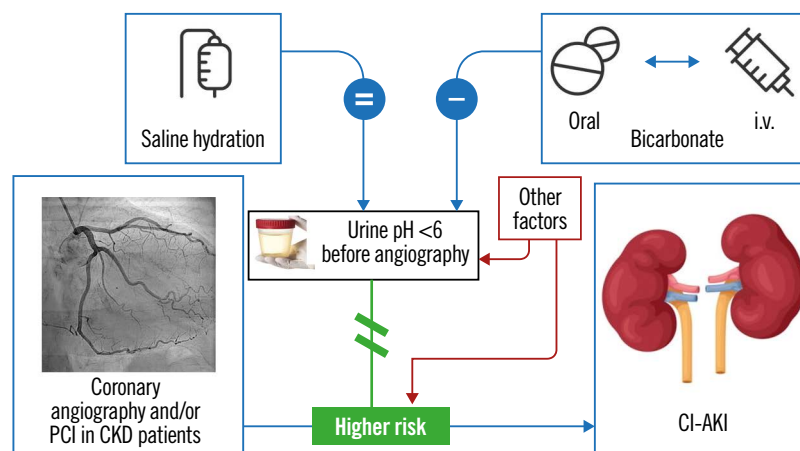 Saline hydration
=
−
Oral
i.v.
Bicarbonate
Urine pH <6
before angiography
Other
factors
Coronary
angiography and/or
PCI in CKD patients
Higher risk
CI-AKI